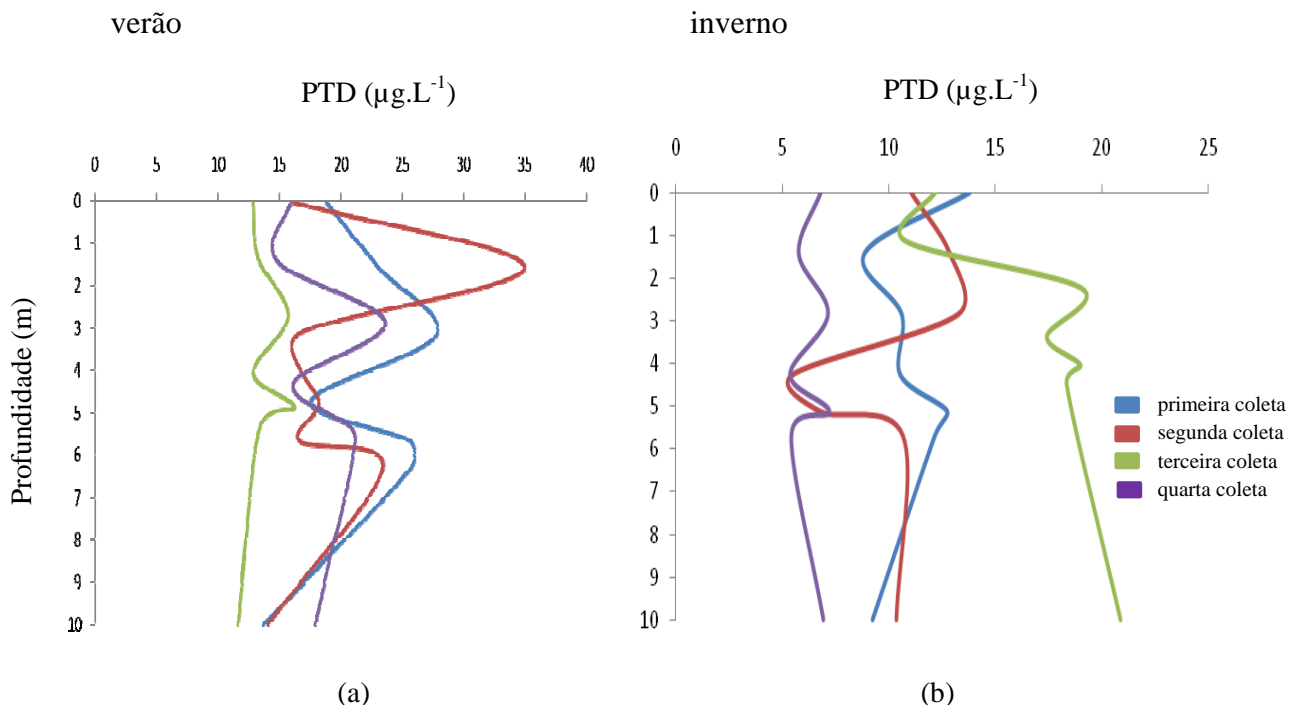 verão
inverno
PTD (µg.L-1)
PTD (µg.L-1)
0 5 10 15 20 25 30 35 40
0 5 10 15 20 25
Profundidade (m)
0
1
2
3
4
5
6
7
8
9
10
0
1
2
3
4
5
6
7
8
9
10
primeira coleta
segunda coleta
terceira coleta
quarta coleta
(a)
(b)